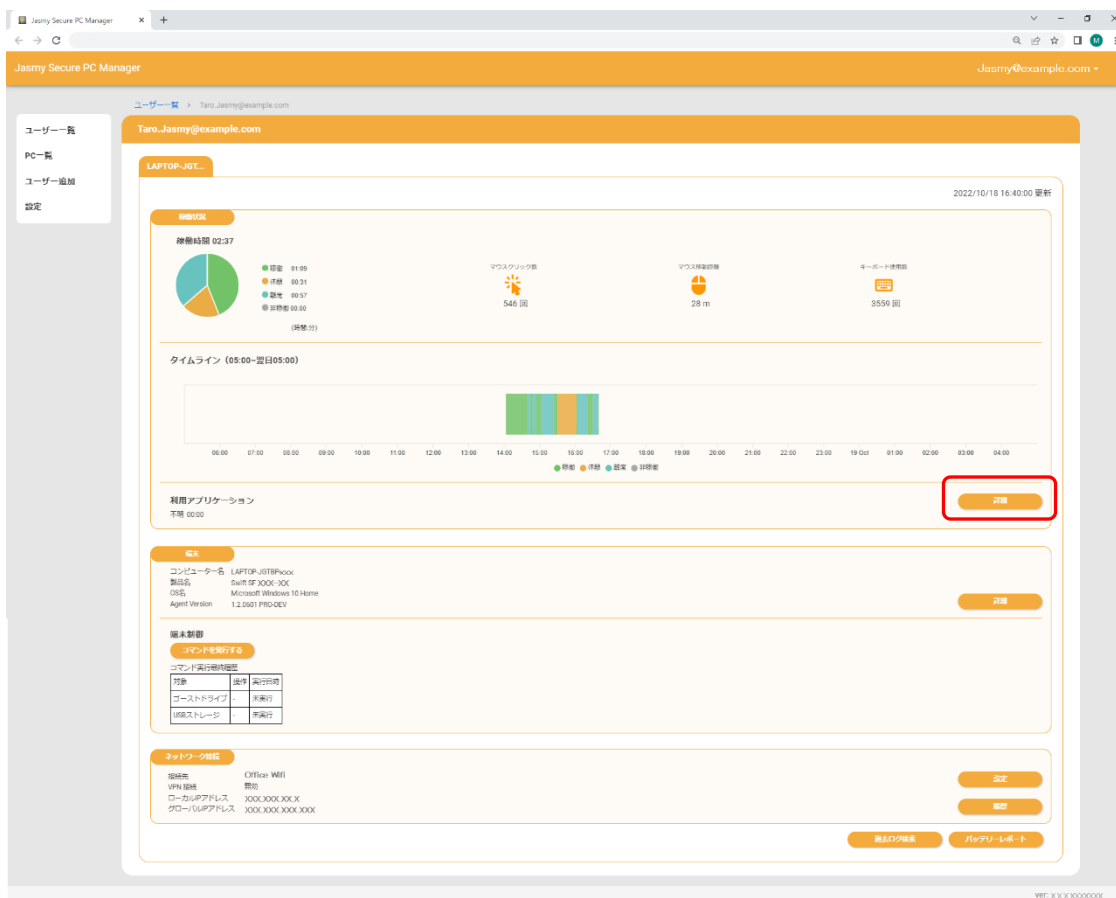 Jasmy Secure PC Manager
Jasmy Secure PC Manager
Jasmy@example.com
ユーザー一覧 > Taro.Jasmy@example.com
ユーザー一覧
PC一覧
ユーザー追加
設定
Taro.Jasmy@example.com
LAPTOP-JGT...
2022/10/18 16:40:00 更新
稼働状況
稼働時間 02:37
稼働 01:09
休憩 00:31
離席 00:57
非稼働 00:00
(時間:分)
マウスクリック数
546 回
マウス移動距離
28 m
キーボード使用数
3559 回
タイムライン（05:00~翌日05:00）
06:00 07:00 08:00 09:00 10:00 11:00 12:00 13:00 14:00 15:00 16:00 17:00 18:00 19:00 20:00 21:00 22:00 23:00 19 Oct 01:00 02:00 03:00 04:00
稼働 休憩 離席 非稼働
利用アプリケーション
不明 00:00
詳細
端末
コンピューター名 LAPTOP-JGTBPxxxx
製品名 Swift SF XXX-XX
OS名 Microsoft Windows 10 Home
Agent Version 1.2.0601 PRO-DEV
詳細
端末制御
コマンドを発行する
コマンド実行最終履歴
対象 操作 実行日時
ゴーストドライブ - 未実行
USBストレージ - 未実行
ネットワーク接続
接続先 Office Wifi
VPN 接続 無効
ローカルIPアドレス XXX.XXX.XX.X
グローバルIPアドレス XXX.XXX.XXX.XXX
設定
履歴
過去ログ検索
バッテリーレポート